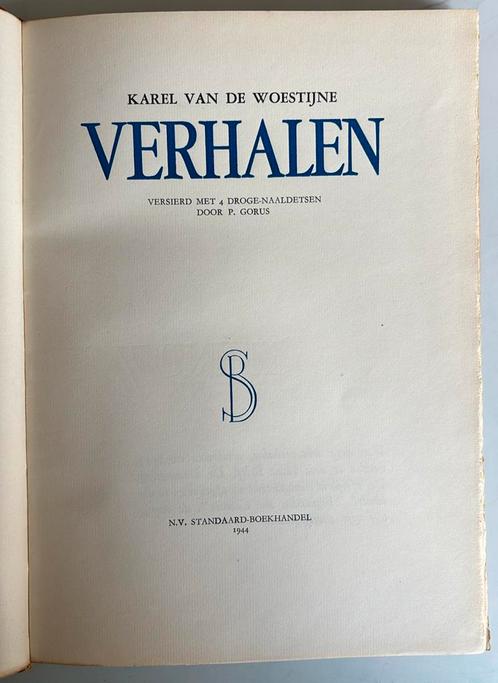 KAREL VAN DE WOESTIJNE
VERHALEN
VERSIERD MET 4 DROGE-NAALDETSEN
DOOR P. GORUS
SB
N.V. STANDAARD-BOEKHANDEL
1944